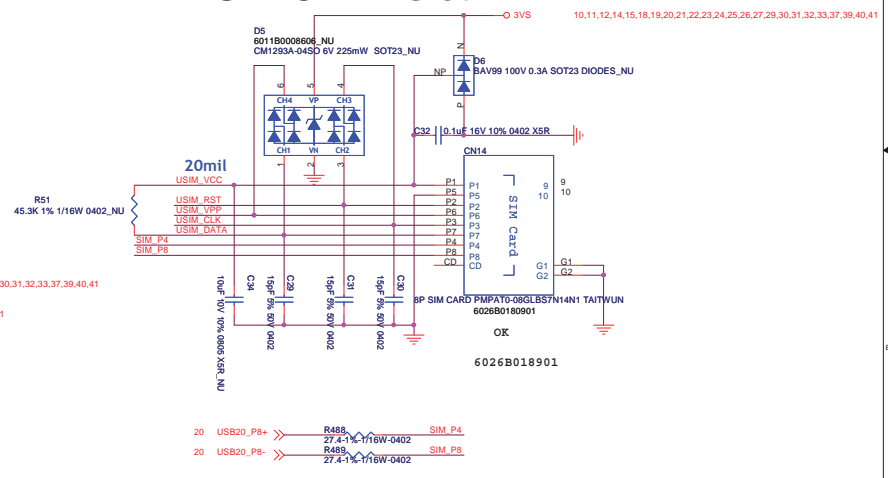 3VS
10,11,12,14,15,18,19,20,21,22,23,24,25,26,27,29,30,31,32,33,37,39,40,41
D5
6011B0008606_NU
CM1293A-04SO 6V 225mW SOT23_NU
N
D6
BAV99 100V 0.3A SOT23 DIODES_NU
NP
P
6
5
4
CH4
VP
CH3
CH1
VN
CH2
1
2
3
C32
0.1uF 16V 10% 0402 X5R
CN14
20mil
USIM_VCC
R51
45.3K 1% 1/16W 0402_NU
USIM_RST
USIM_VPP
USIM_CLK
USIM_DATA
SIM_P4
SIM_P8
P1
P5
P2
P6
P3
P7
P4
P8
CD
P1
P5
P2
P6
P3
P7
P4
P8
CD
SIM Card
9
10
G1
G2
9
10
G1
G2
30,31,32,33,37,39,40,41
C34
10uF 10V 10% 0805 X5R_NU
C29
15pF 5% 50V 0402
C31
15pF 5% 50V 0402
C30
15pF 5% 50V 0402
8P SIM CARD PMPAT0-08GLBS7N14N1 TAITWUN
6026B0180901
OK
6026B018901
20 USB20_P8+
R488
27.4-1%-1/16W-0402
SIM_P4
20 USB20_P8-
R489
27.4-1%-1/16W-0402
SIM_P8